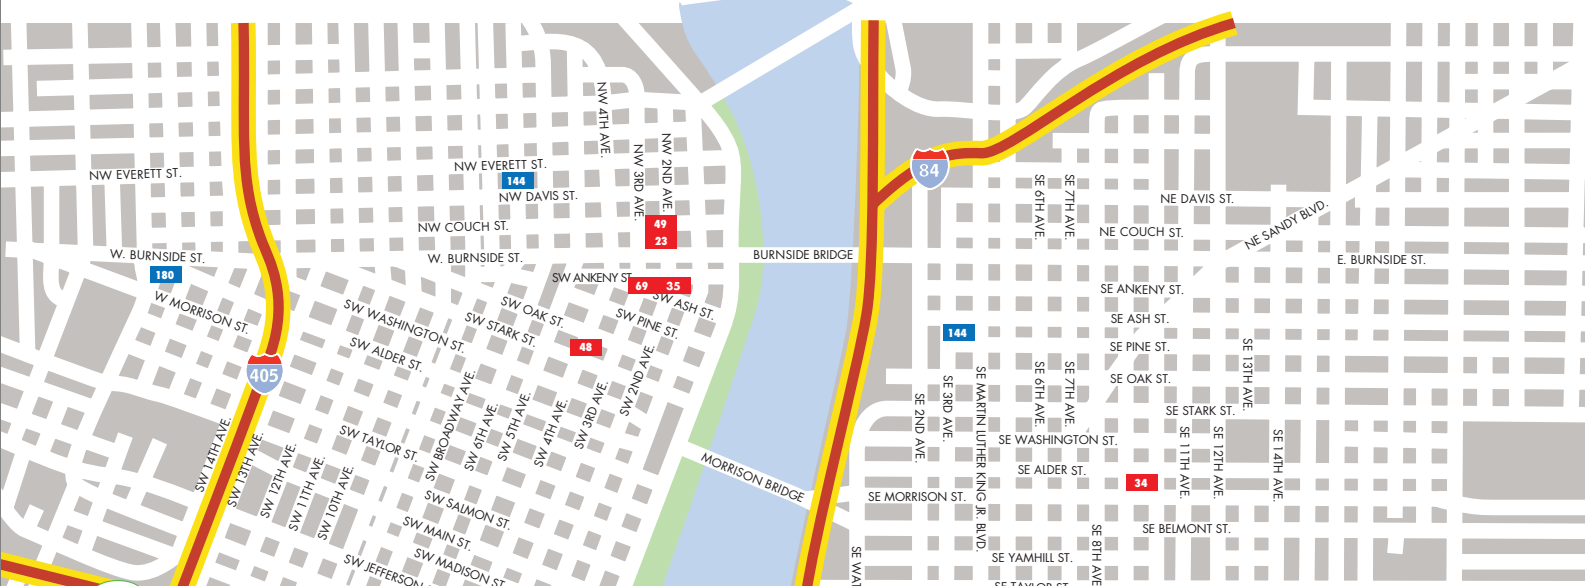 NW 4TH AVE.
NW 2ND AVE.
NW 3RD AVE.
NW EVERETT ST.
NW EVERETT ST.
144
NW DAVIS ST.
84
SE 6TH AVE.
SE 7TH AVE.
NE DAVIS ST.
NE SANDY BLVD.
NW COUCH ST.
49
23
NE COUCH ST.
W. BURNSIDE ST.
W. BURNSIDE ST.
BURNSIDE BRIDGE
E. BURNSIDE ST.
180
SW ANKENY ST.
69 35
SE ANKENY ST.
W MORRISON ST.
SW WASHINGTON ST.
SW OAK ST.
SW ASH ST.
SW STARK ST.
SW PINE ST.
SE ASH ST.
144
SW ALDER ST.
48
SE PINE ST.
405
SE OAK ST.
SE 13TH AVE.
SE 6TH AVE.
SE 7TH AVE.
SE 2ND AVE.
SE 3RD AVE.
SE MARTIN LUTHER KING JR. BLVD.
SE STARK ST.
SW 14TH AVE.
SW 13TH AVE.
SW 12TH AVE.
SW 11TH AVE.
SW 10TH AVE.
SW TAYLOR ST.
SW BROADWAY AVE.
SW 6TH AVE.
SW 5TH AVE.
SW 4TH AVE.
SW 3RD AVE.
SW 2ND AVE.
SE WASHINGTON ST.
SE 11TH AVE.
SE 12TH AVE.
SE 14TH AVE.
MORRISON BRIDGE
SE ALDER ST.
34
SE MORRISON ST.
SW SALMON ST.
SW MAIN ST.
SE BELMONT ST.
SE 8TH AVE
SW JEFFERSON
SW MADISON ST.
SE WAT
SE YAMHILL ST.
SE TAYLOR ST.